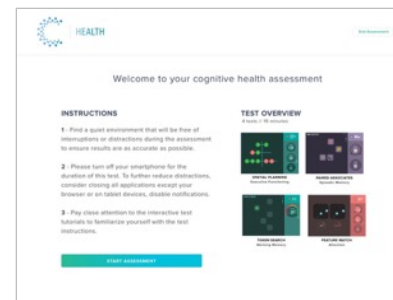 HEALTH
Exit Assessment
Welcome to your cognitive health assessment
INSTRUCTIONS
1 - Find a quiet environment that will be free of
interruptions or distractions during the assessment
to ensure results are as accurate as possible.
2 - Please turn off your smartphone for the
duration of this test. To further reduce distractions,
consider closing all applications except your
browser or on tablet devices, disable notifications.
3 - Pay close attention to the interactive test
tutorials to familiarize yourself with the test
instructions.
START ASSESSMENT
TEST OVERVIEW
4 tests // 15 minutes
SPATIAL PLANNING
Executive Functioning
PAIRED ASSOCIATES
Episodic Memory
TOKEN SEARCH
Working Memory
FEATURE MATCH
Attention